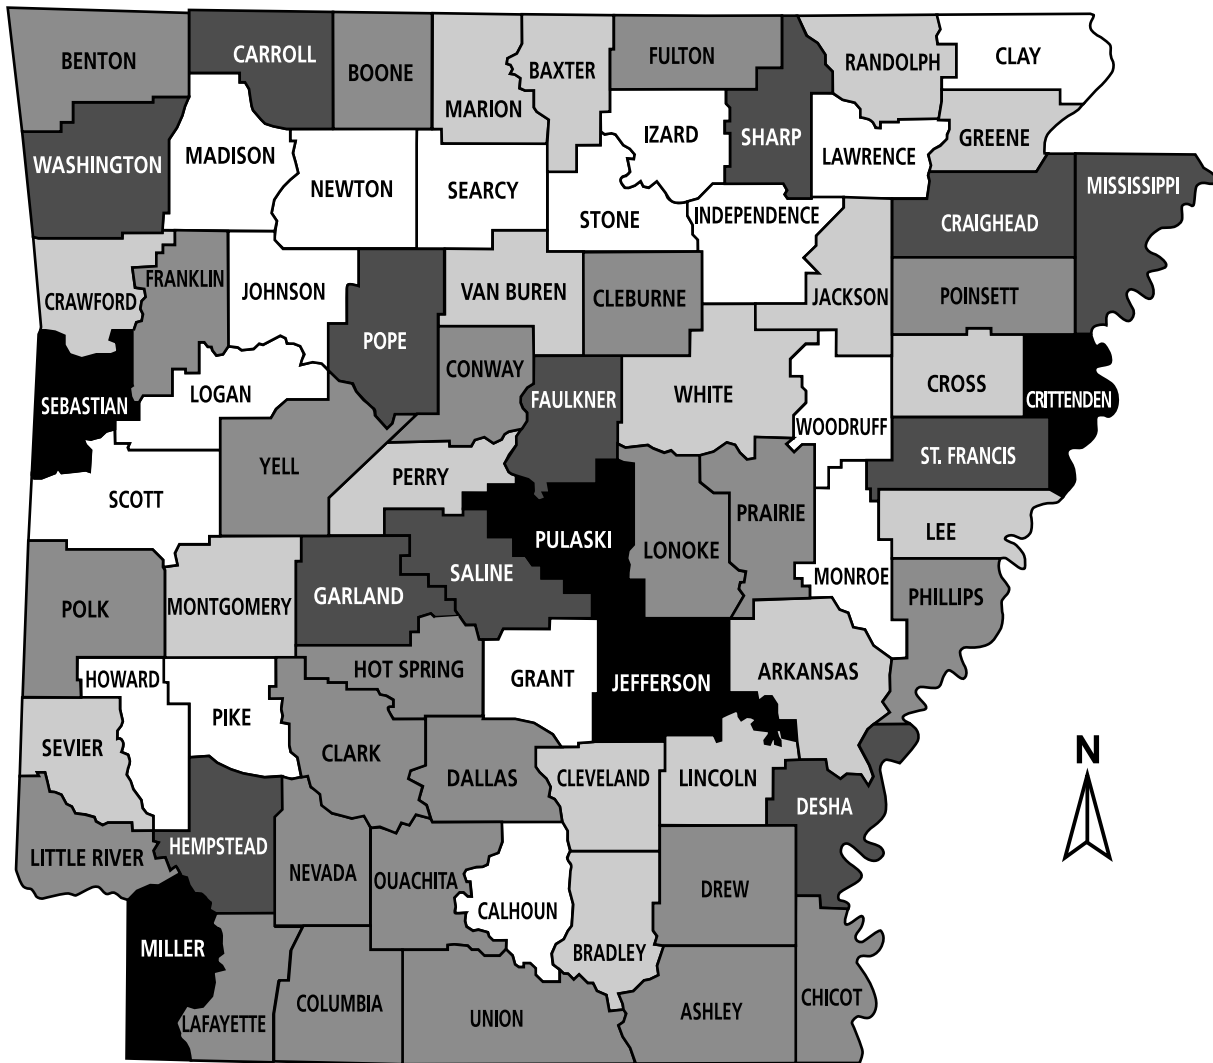 BENTON
CARROLL
BOONE
MARION
BAXTER
FULTON
SHARP
RANDOLPH
CLAY
GREENE
WASHINGTON
MADISON
NEWTON
SEARCY
IZARD
LAWRENCE
STONE
INDEPENDENCE
CRAIGHEAD
MISSISSIPPI
CRAWFORD
FRANKLIN
JOHNSON
POPE
VAN BUREN
CLEBURNE
JACKSON
POINSETT
SEBASTIAN
LOGAN
CONWAY
FAULKNER
WHITE
WOODRUFF
CROSS
CRITTENDEN
SCOTT
YELL
PERRY
PULASKI
LONOKE
PRAIRIE
ST. FRANCIS
LEE
POLK
MONTGOMERY
GARLAND
SALINE
MONROE
PHILLIPS
HOWARD
PIKE
HOT SPRING
GRANT
JEFFERSON
ARKANSAS
SEVIER
CLARK
DALLAS
CLEVELAND
LINCOLN
DESHA
N
LITTLE RIVER
HEMPSTEAD
NEVADA
OUACHITA
CALHOUN
BRADLEY
DREW
MILLER
LAFAYETTE
COLUMBIA
UNION
ASHLEY
CHICOT